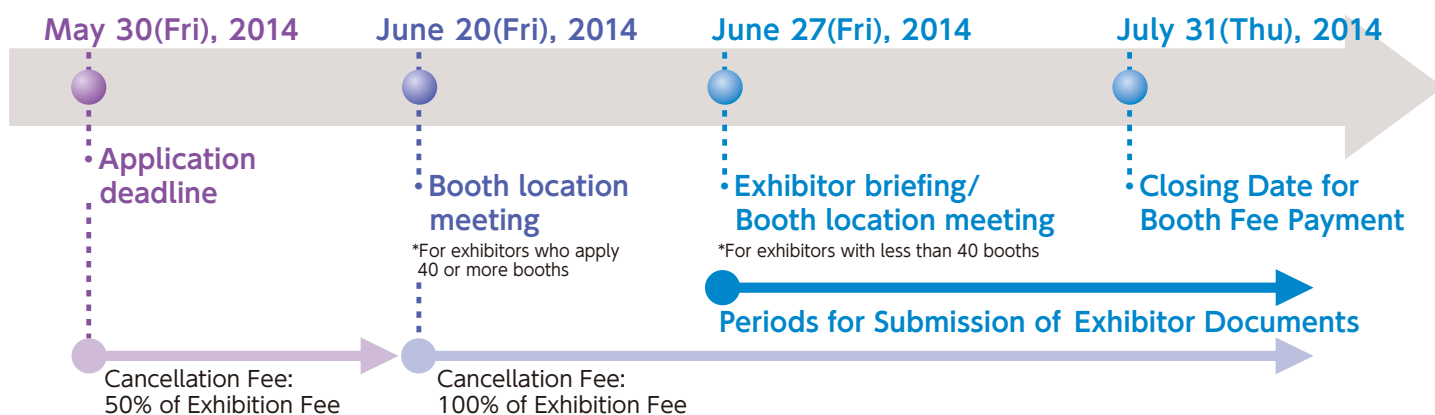 May 30(Fri), 2014
June 20(Fri), 2014
June 27(Fri), 2014
July 31(Thu), 2014
・Application
deadline
・Booth location
meeting
*For exhibitors who apply
40 or more booths
・Exhibitor briefing/
Booth location meeting
*For exhibitors with less than 40 booths
・Closing Date for
Booth Fee Payment
Periods for Submission of Exhibitor Documents
Cancellation Fee:
50% of Exhibition Fee
Cancellation Fee:
100% of Exhibition Fee